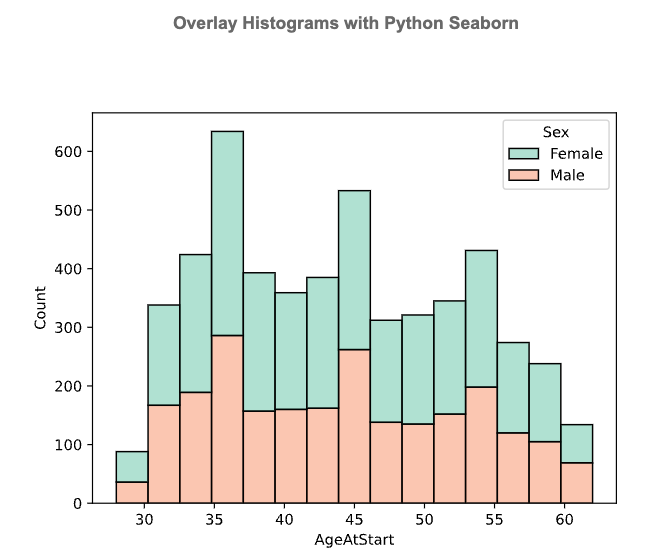 Overlay Histograms with Python Seaborn
Sex
Female
Male
600
500
400
300
200
100
0
Count
30 35 40 45 50 55 60
AgeAtStart